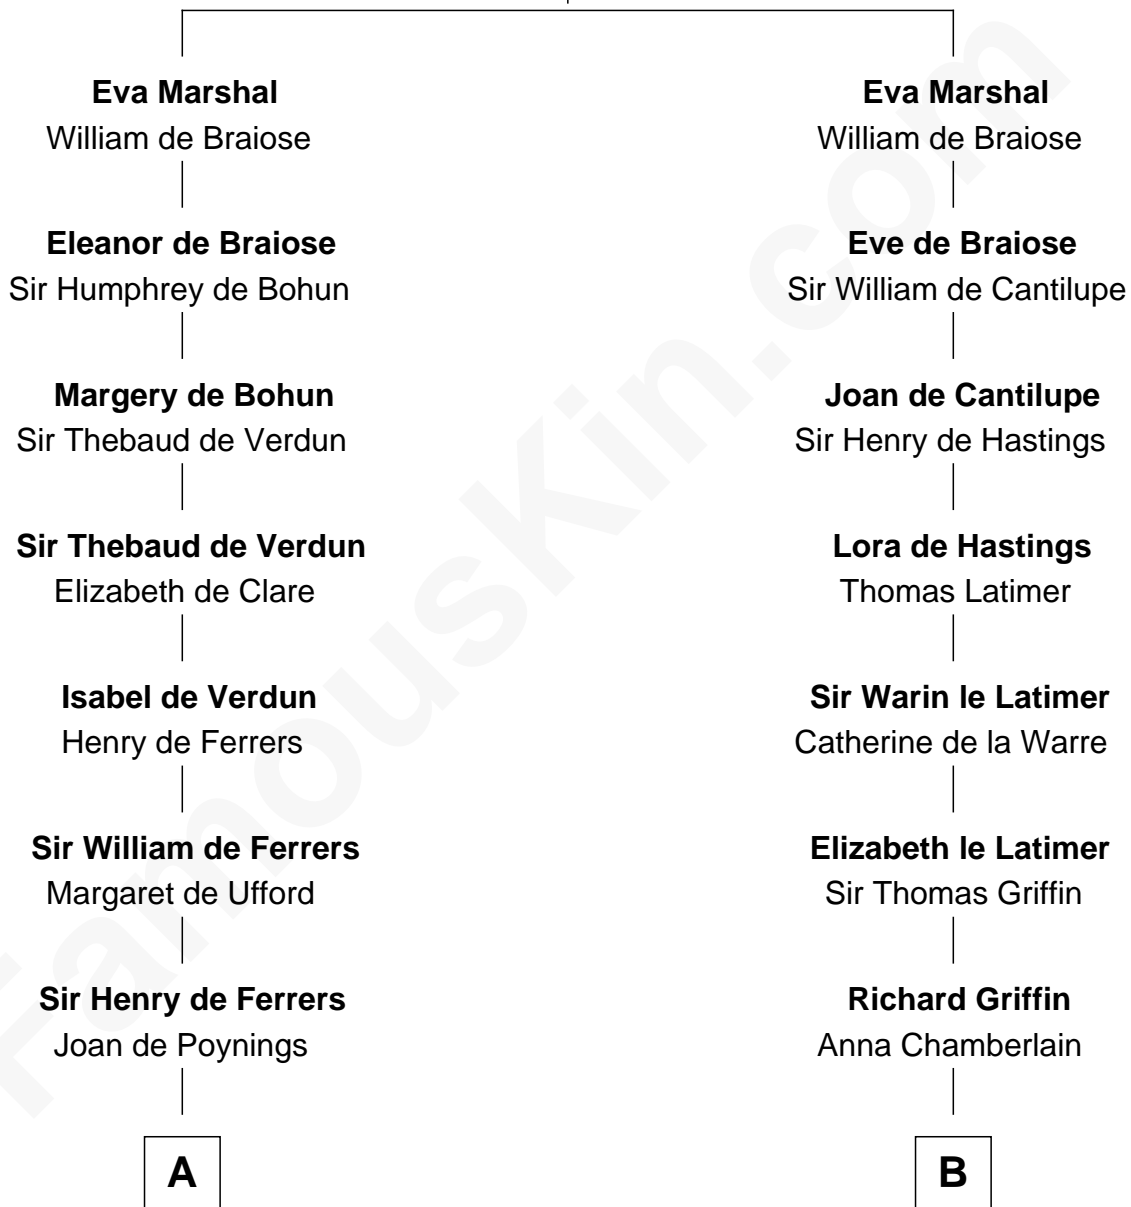 Eva Marshal
William de Braiose
Eleanor de Braiose
Sir Humphrey de Bohun
Margery de Bohun
Sir Thebaud de Verdun
Sir Thebaud de Verdun
Elizabeth de Clare
Isabel de Verdun
Henry de Ferrers
Sir William de Ferrers
Margaret de Ufford
Sir Henry de Ferrers
Joan de Poynings
A
Eva Marshal
William de Braiose
Eve de Braiose
Sir William de Cantilupe
Joan de Cantilupe
Sir Henry de Hastings
Lora de Hastings
Thomas Latimer
Sir Warin le Latimer
Catherine de la Warre
Elizabeth le Latimer
Sir Thomas Griffin
Richard Griffin
Anna Chamberlain
B
FamousKin.com